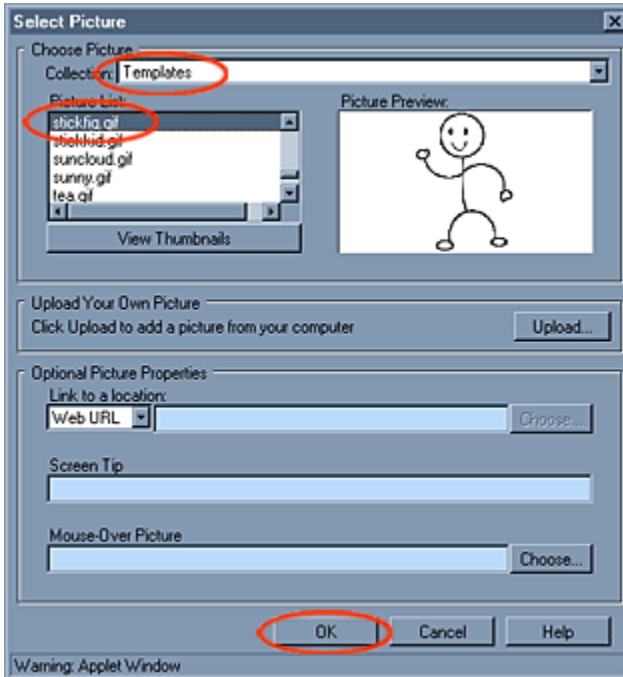 Select Picture
Choose Picture
Collection: Templates
Picture List:
Picture Preview:
stickfig.gif
stickkid.gif
suncloud.gif
sunny.gif
tea.gif
View Thumbnails
Upload Your Own Picture
Click Upload to add a picture from your computer
Upload...
Optional Picture Properties
Link to a location:
Web URL
Choose...
Screen Tip
Mouse-Over Picture
Choose...
OK Cancel Help
Warning: Applet Window